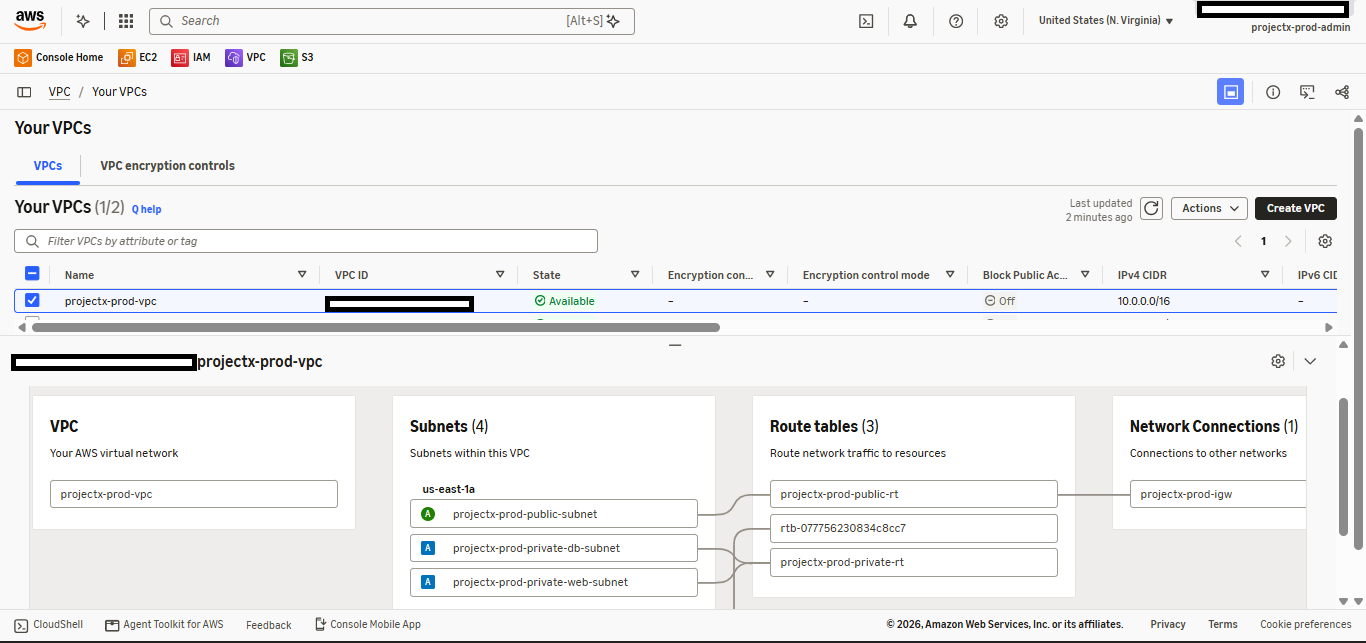 aws
Search [Alt+S]
United States (N. Virginia)
projectx-prod-admin
Console Home EC2 IAM VPC S3
VPC / Your VPCs
Your VPCs
VPCs VPC encryption controls
Your VPCs (1/2) Q help
Last updated
2 minutes ago
Actions
Create VPC
Filter VPCs by attribute or tag
1
Name VPC ID State Encryption con... Encryption control mode Block Public Ac... IPv4 CIDR IPv6 CID
projectx-prod-vpc Available – – Off 10.0.0.0/16 –
projectx-prod-vpc
VPC
Your AWS virtual network
projectx-prod-vpc
Subnets (4)
Subnets within this VPC
us-east-1a
A projectx-prod-public-subnet
A projectx-prod-private-db-subnet
A projectx-prod-private-web-subnet
Route tables (3)
Route network traffic to resources
projectx-prod-public-rt
rtb-077756230834c8cc7
projectx-prod-private-rt
Network Connections (1)
Connections to other networks
projectx-prod-igw
CloudShell Agent Toolkit for AWS Feedback Console Mobile App © 2026, Amazon Web Services, Inc. or its affiliates. Privacy Terms Cookie preferences